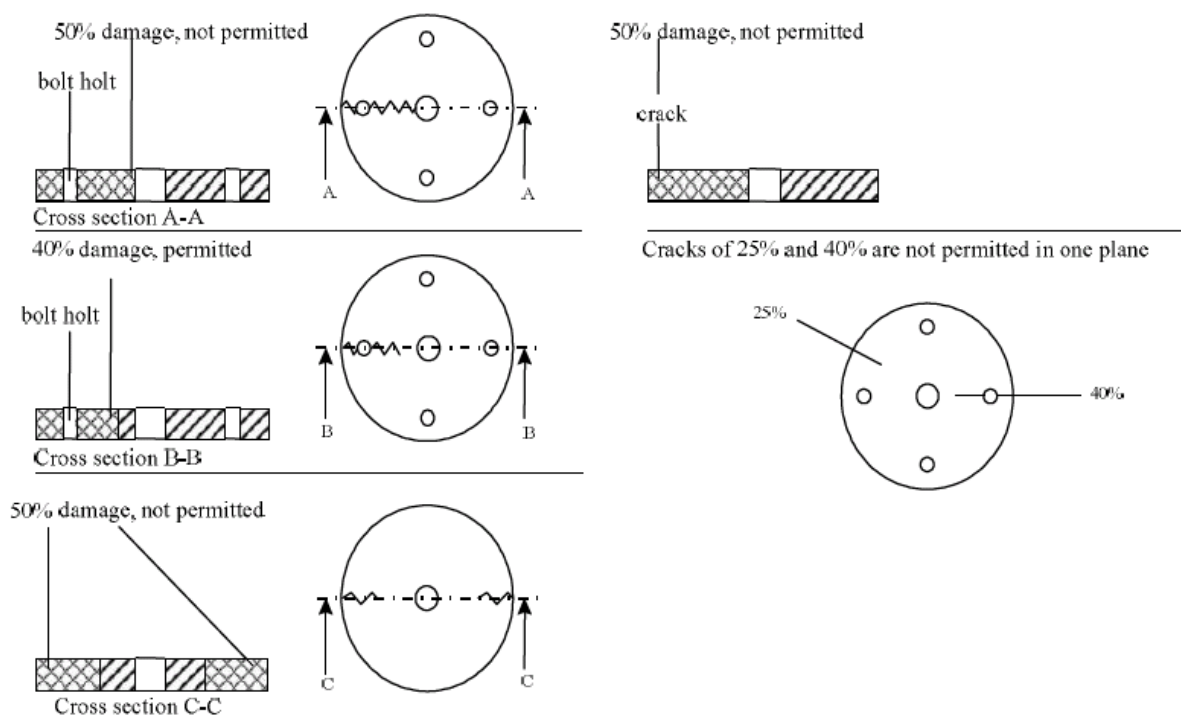 50% damage, not permitted
bolt holt
A
A
Cross section A-A
50% damage, not permitted
crack
40% damage, permitted
bolt holt
B
B
Cross section B-B
Cracks of 25% and 40% are not permitted in one plane
25%
40%
50% damage, not permitted
C
C
Cross section C-C